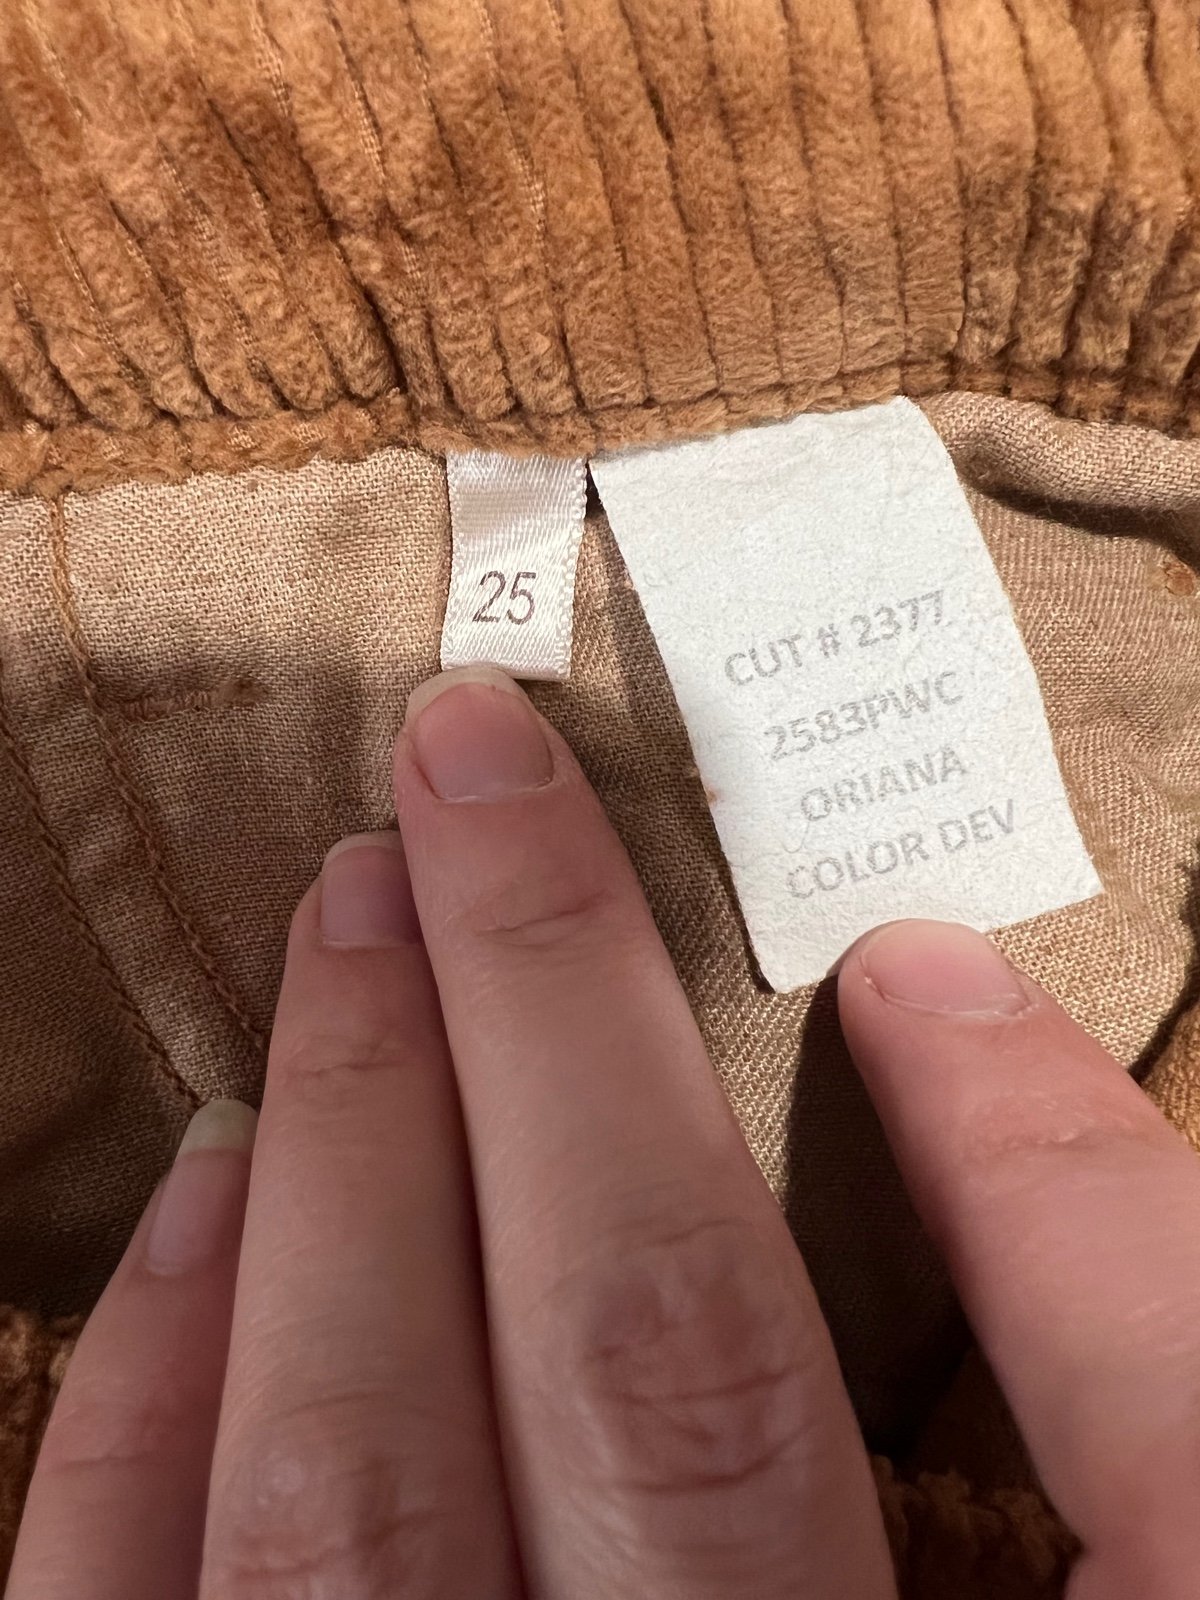 25
CUT # 2377
2583PWC
ORIANA
COLOR DEV